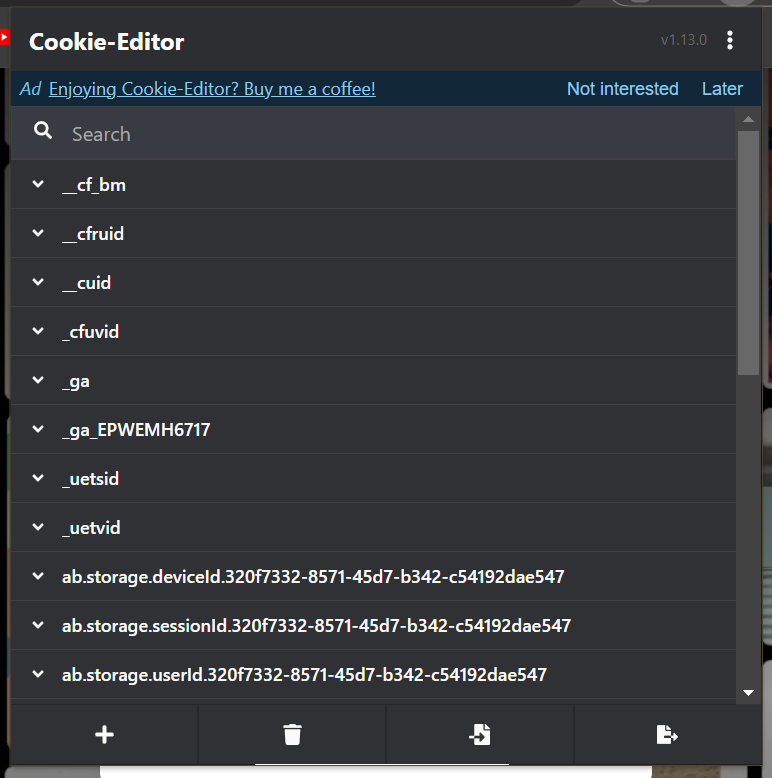 Cookie-Editor
v1.13.0
Ad Enjoying Cookie-Editor? Buy me a coffee! Not interested Later
Search
__cf_bm
__cfruid
__cuid
_cfuvid
_ga
_ga_EPWEMH6717
_uetsid
_uetvid
ab.storage.deviceId.320f7332-8571-45d7-b342-c54192dae547
ab.storage.sessionId.320f7332-8571-45d7-b342-c54192dae547
ab.storage.userId.320f7332-8571-45d7-b342-c54192dae547